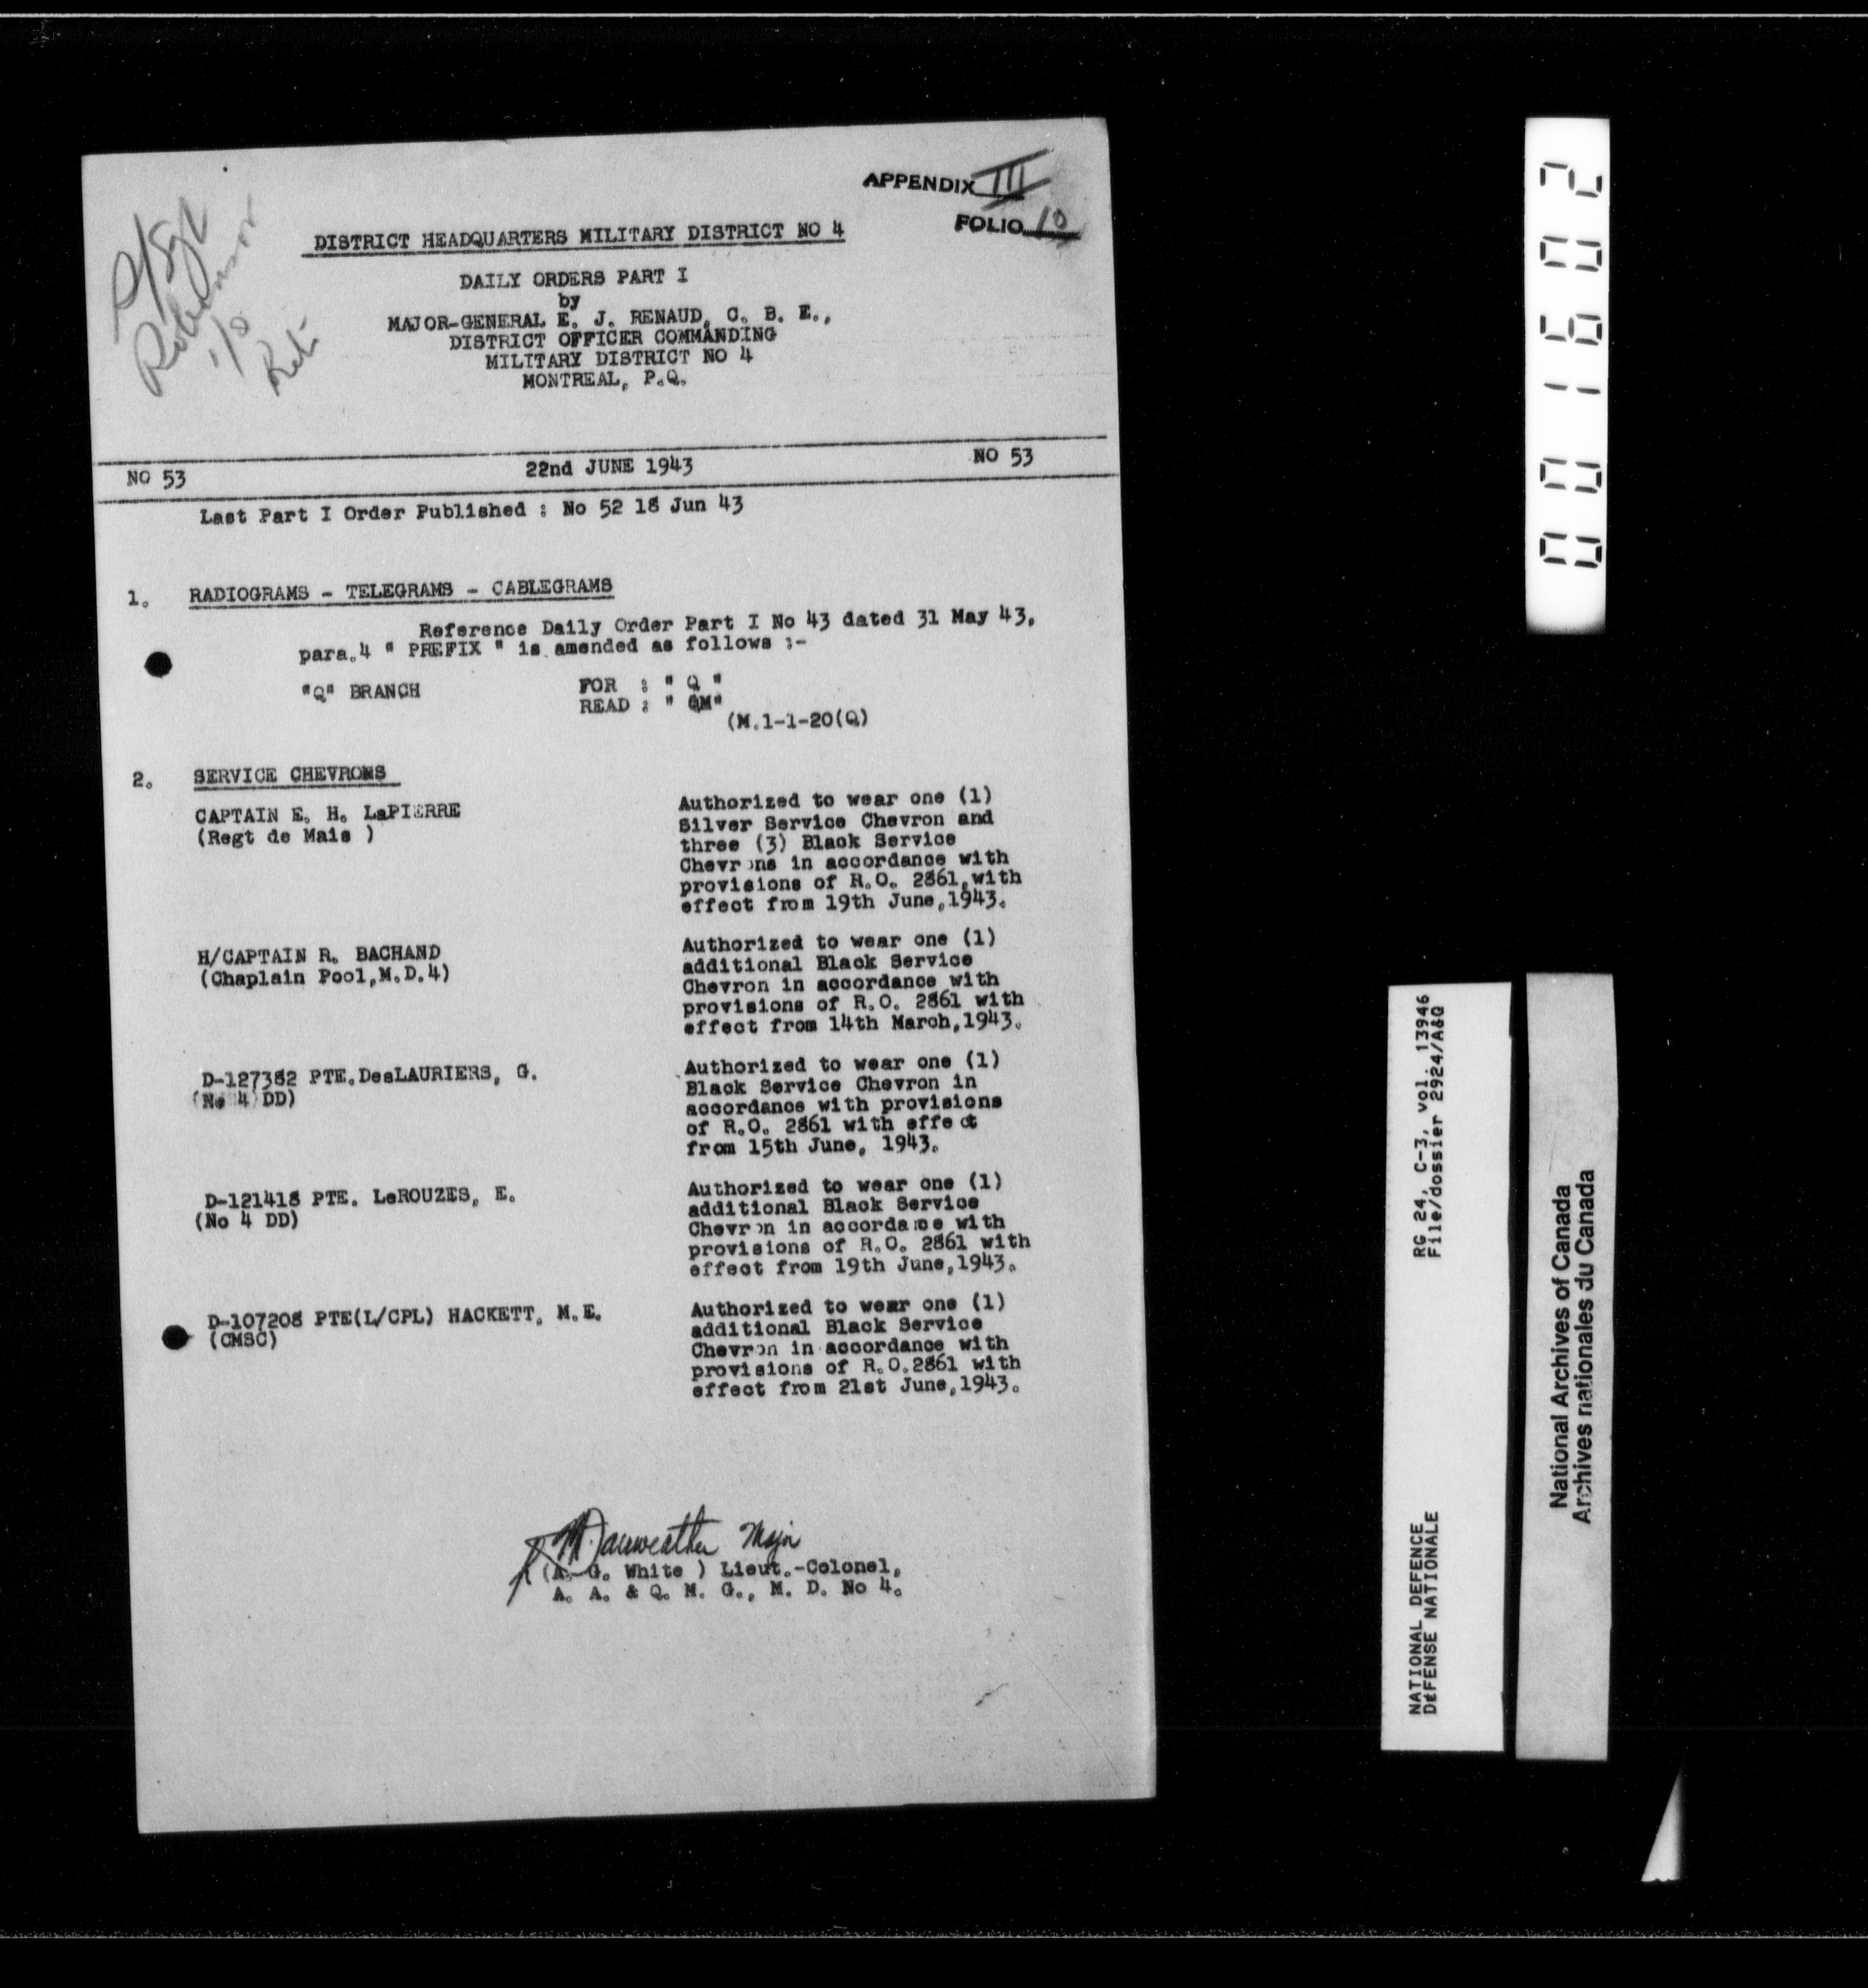 APPENDIX III
FOLIO 10
DISTRICT HEADQUARTERS MILITARY DISTRICT NO 4
DAILY ORDERS PART I
by
MAJOR-GENERAL E. J. RENAUD, C. B. E.,
DISTRICT OFFICER COMMANDING
MILITARY DISTRICT NO 4
MONTREAL, P.Q.
NO 53 22nd JUNE 1943 NO 53
Last Part I Order Published : No 52 18 Jun 43
1. RADIOGRAMS - TELEGRAMS - CABLEGRAMS
Reference Daily Order Part I No 43 dated 31 May 43,
para.4 " PREFIX " is amended as follows :-
"Q" BRANCH FOR : " Q "
READ : " QM"
(M.1-1-20(Q)
2. SERVICE CHEVRONS
CAPTAIN E. H. LaPIERRE
(Regt de Mais )
Authorized to wear one (1)
Silver Service Chevron and
three (3) Black Service
Chevrons in accordance with
provisions of R.O. 2861,with
effect from 19th June,1943.
H/CAPTAIN R. BACHAND
(Chaplain Pool,M.D.4)
Authorized to wear one (1)
additional Black Service
Chevron in accordance with
provisions of R.O. 2861 with
effect from 14th March,1943.
D-127382 PTE.DesLAURIERS, G.
(No 4 DD)
Authorized to wear one (1)
Black Service Chevron in
accordance with provisions
of R.O. 2861 with effect
from 15th June, 1943.
D-121418 PTE. LeROUZES, E.
(No 4 DD)
Authorized to wear one (1)
additional Black Service
Chevron in accordance with
provisions of R.O. 2861 with
effect from 19th June,1943.
D-107208 PTE(L/CPL) HACKETT, M.E.
(CMSC)
Authorized to wear one (1)
additional Black Service
Chevron in accordance with
provisions of R.O.2861 with
effect from 21st June,1943.
Major
(A. G. White ) Lieut.-Colonel,
A. A. & Q. M. G., M. D. No 4.
001602
NATIONAL DEFENCE RG 24, C-3, vol. 13946
DEFENSE NATIONALE File/dossier 2924/A&Q
National Archives of Canada
Archives nationales du Canada